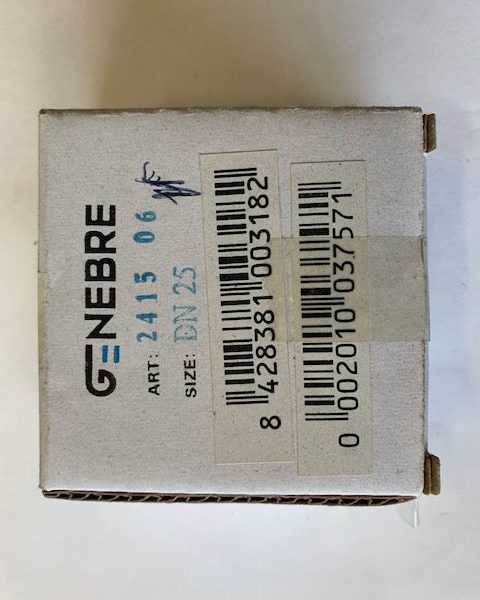 GENEBRE
ART: 2415 06
SIZE: DN 25
8 428381 003182
0 002010 037571